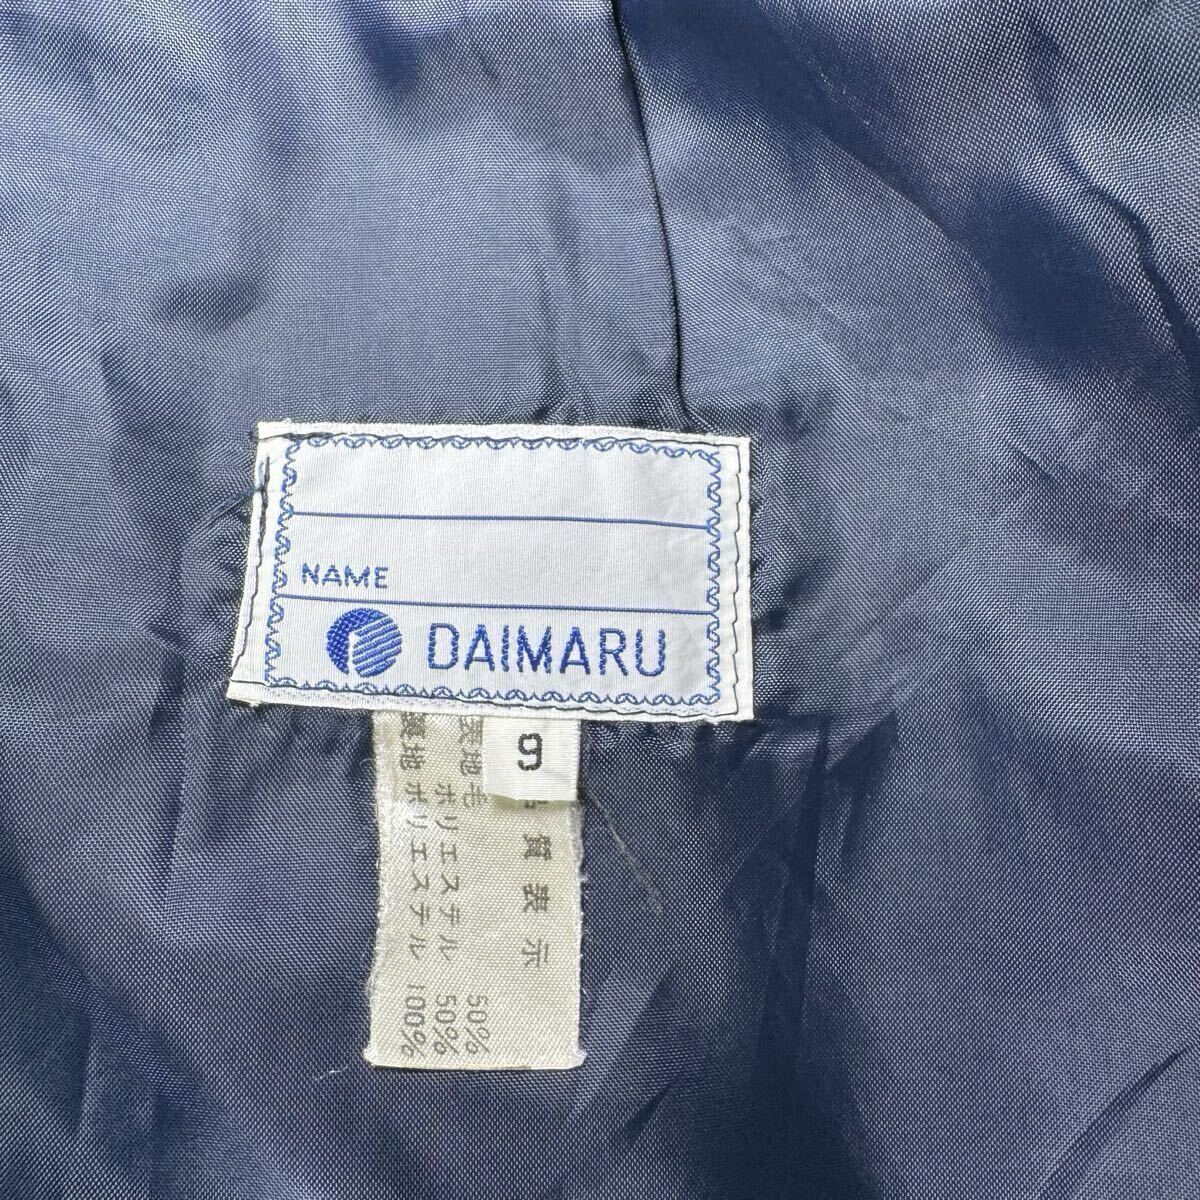 NAME
DAIMARU
9
品質表示
表地毛 50%
ポリエステル 50%
裏地ポリエステル 100%